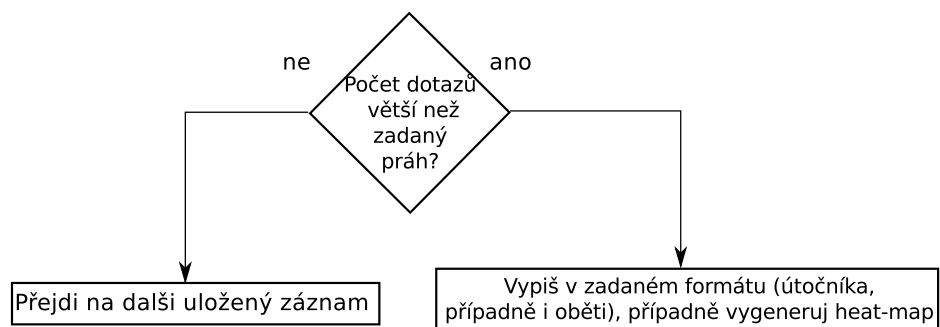 ne
ano
Počet dotazů
větší než
zadaný
práh?
Přejdi na dalši uložený záznam
Vypiš v zadaném formátu (útočníka,
případně i oběti), případně vygeneruj heat-map